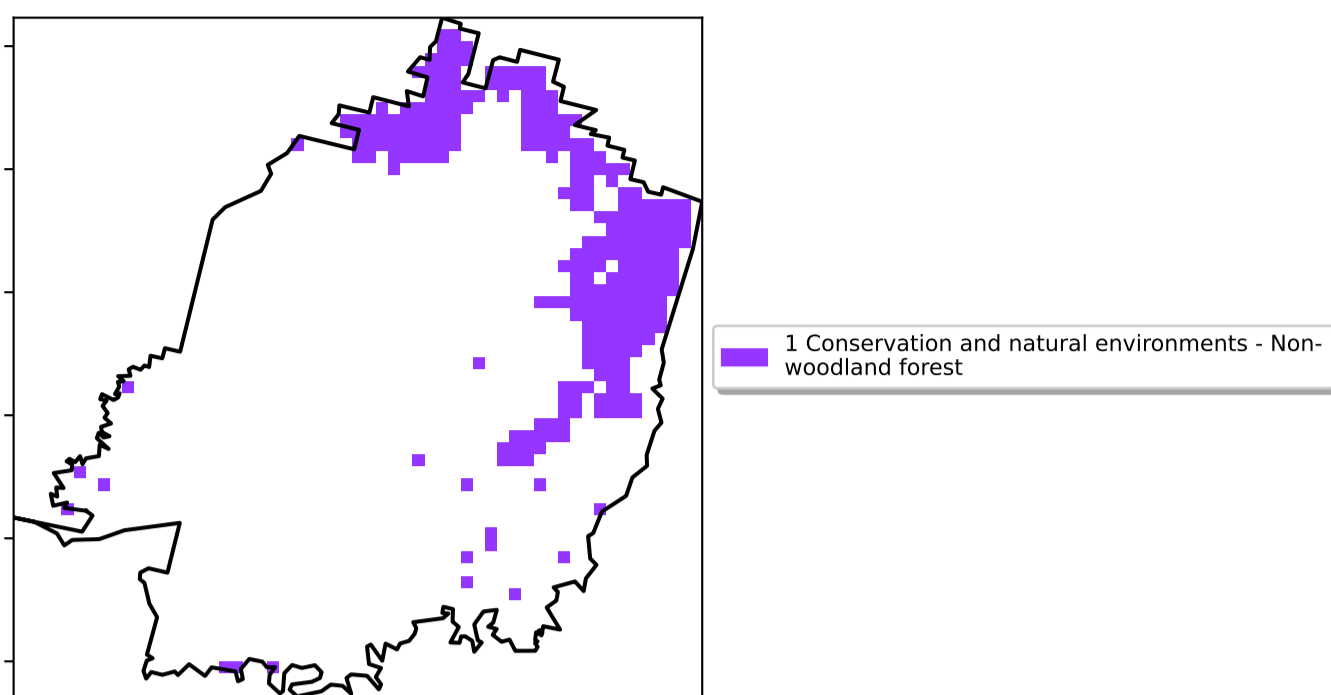 1 Conservation and natural environments - Non-
woodland forest